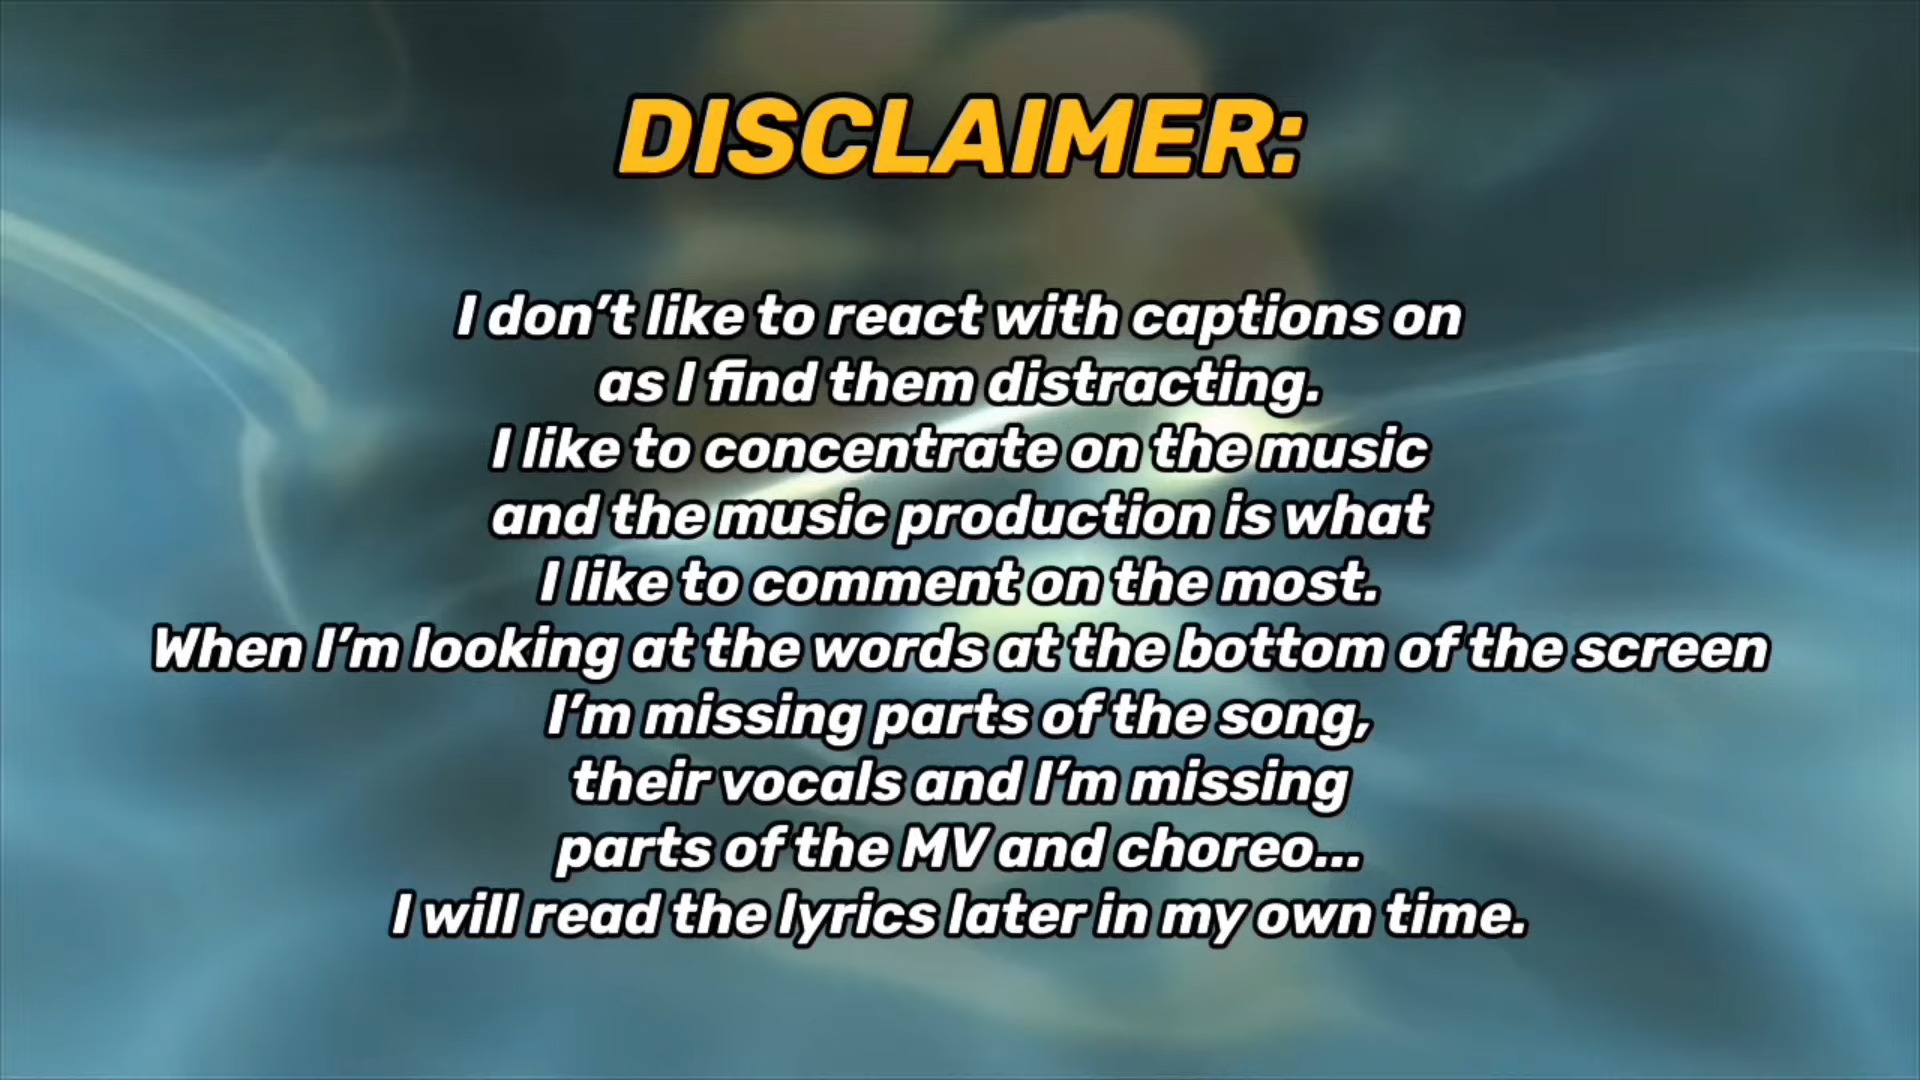 DISCLAIMER:
I don’t like to react with captions on
as I find them distracting.
I like to concentrate on the music
and the music production is what
I like to comment on the most.
When I’m looking at the words at the bottom of the screen
I’m missing parts of the song,
their vocals and I’m missing
parts of the MV and choreo...
I will read the lyrics later in my own time.